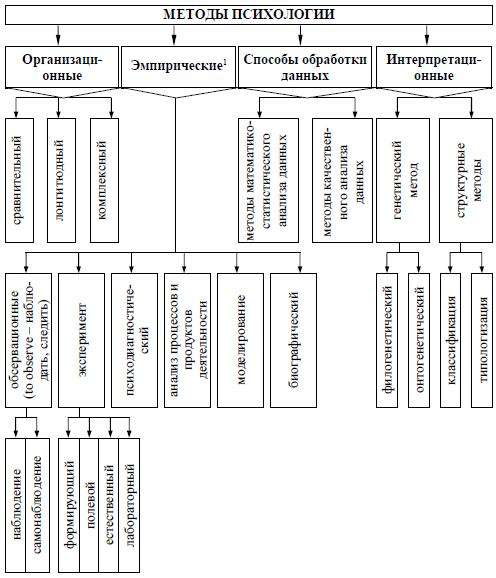 МЕТОДЫ ПСИХОЛОГИИ
Организаци-
онные
Эмпирические¹
Способы обработки
данных
Интерпретаци-
онные
сравнительный
лонгитюдный
комплексный
методы математико-
статистического
анализа данных
методы качествен-
ного анализа
данных
генетический
метод
структурные
методы
обсервационные
(to observe – наблю-
дать, следить)
эксперимент
психодиагностиче-
ский
анализ процессов и
продуктов
деятельности
моделирование
биографический
филогенетический
онтогенетический
классификация
типологизация
наблюдение
самонаблюдение
формирующий
полевой
естественный
лабораторный